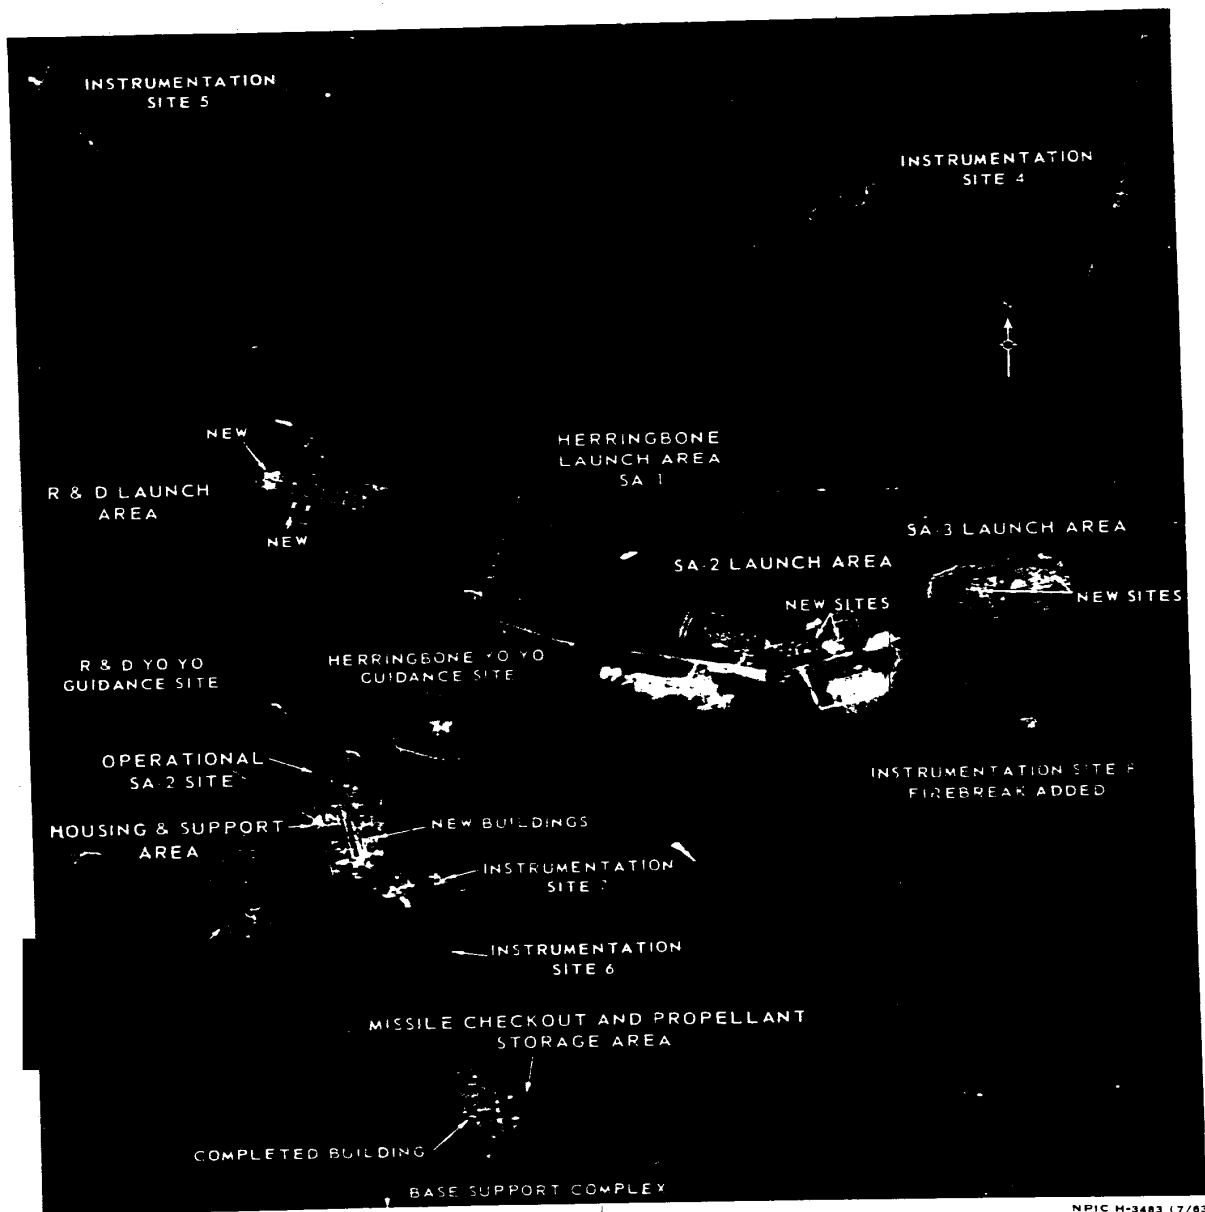 INSTRUMENTATION
SITE 5
INSTRUMENTATION
SITE 4
NEW
R & D LAUNCH
AREA
NEW
HERRINGBONE
LAUNCH AREA
SA-1
SA-3 LAUNCH AREA
SA-2 LAUNCH AREA
NEW SITES
NEW SITES
R & D YO YO
GUIDANCE SITE
HERRINGBONE YO YO
GUIDANCE SITE
OPERATIONAL
SA-2 SITE
INSTRUMENTATION SITE
FIREBREAK ADDED
HOUSING & SUPPORT
AREA
NEW BUILDINGS
INSTRUMENTATION
SITE
INSTRUMENTATION
SITE 6
MISSILE CHECKOUT AND PROPELLANT
STORAGE AREA
COMPLETED BUILDING
BASE SUPPORT COMPLEX
NPIC H-3483 (7/63